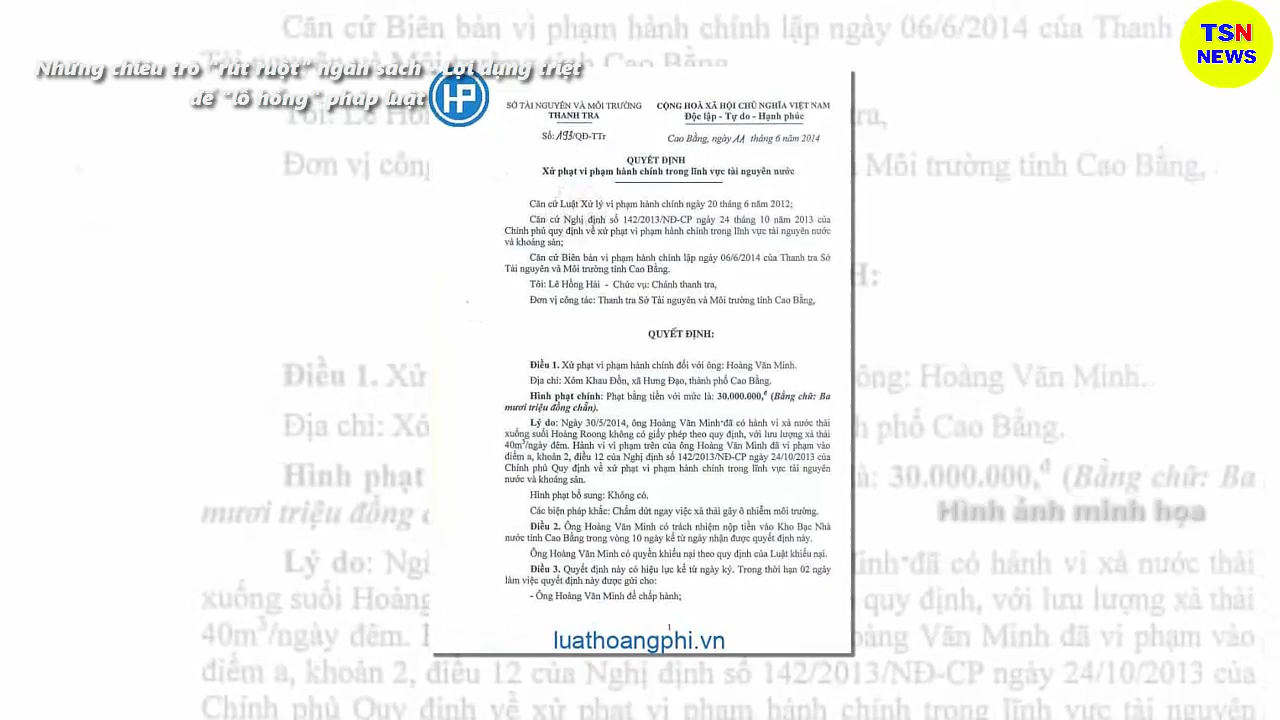 Căn cứ Biên bản vi phạm hành chính lập ngày 06/6/2014 của Thanh
TSN
NEWS
Những chiêu trò "rút ruột" ngân sách - Lợi dụng triệt
để "lỗ hổng" pháp luật
HP
SỞ TÀI NGUYÊN VÀ MÔI TRƯỜNG
THANH TRA
Số: 193/QĐ-TTr
CỘNG HOÀ XÃ HỘI CHỦ NGHĨA VIỆT NAM
Độc lập - Tự do - Hạnh phúc
Cao Bằng, ngày 11 tháng 6 năm 2014
QUYẾT ĐỊNH
Xử phạt vi phạm hành chính trong lĩnh vực tài nguyên nước
Căn cứ Luật Xử lý vi phạm hành chính ngày 20 tháng 6 năm 2012;
Căn cứ Nghị định số 142/2013/NĐ-CP ngày 24 tháng 10 năm 2013 của
Chính phủ quy định về xử phạt vi phạm hành chính trong lĩnh vực tài nguyên nước
và khoáng sản;
Căn cứ Biên bản vi phạm hành chính lập ngày 06/6/2014 của Thanh tra Sở
Tài nguyên và Môi trường tỉnh Cao Bằng.
Tôi: Lê Hồng Hải - Chức vụ: Chánh thanh tra,
Đơn vị công tác: Thanh tra Sở Tài nguyên và Môi trường tỉnh Cao Bằng,
QUYẾT ĐỊNH:
Điều 1. Xử phạt vi phạm hành chính đối với ông: Hoàng Văn Minh.
Địa chỉ: Xóm Khau Đồn, xã Hưng Đạo, thành phố Cao Bằng.
Hình phạt chính: Phạt bằng tiền với mức là: 30.000.000,đ (Bằng chữ: Ba
mươi triệu đồng chẵn).
Lý do: Ngày 30/5/2014, ông Hoàng Văn Minh đã có hành vi xả nước thải
xuống suối Hoàng Roong không có giấy phép theo quy định, với lưu lượng xả thải
40m³/ngày đêm. Hành vi vi phạm trên của ông Hoàng Văn Minh đã vi phạm vào
điểm a, khoản 2, điều 12 của Nghị định số 142/2013/NĐ-CP ngày 24/10/2013 của
Chính phủ Quy định về xử phạt vi phạm hành chính trong lĩnh vực tài nguyên
nước và khoáng sản.
Hình phạt bổ sung: Không có.
Các biện pháp khắc: Chấm dứt ngay việc xả thải gây ô nhiễm môi trường.
Điều 2. Ông Hoàng Văn Minh có trách nhiệm nộp tiền vào Kho Bạc Nhà
nước tỉnh Cao Bằng trong vòng 10 ngày kể từ ngày nhận được quyết định này.
Ông Hoàng Văn Minh có quyền khiếu nại theo quy định của Luật khiếu nại.
Điều 3. Quyết định này có hiệu lực kể từ ngày ký. Trong thời hạn 02 ngày
làm việc quyết định này được gửi cho:
- Ông Hoàng Văn Minh để chấp hành;
1
luathoangphi.vn
Hình ảnh minh họa